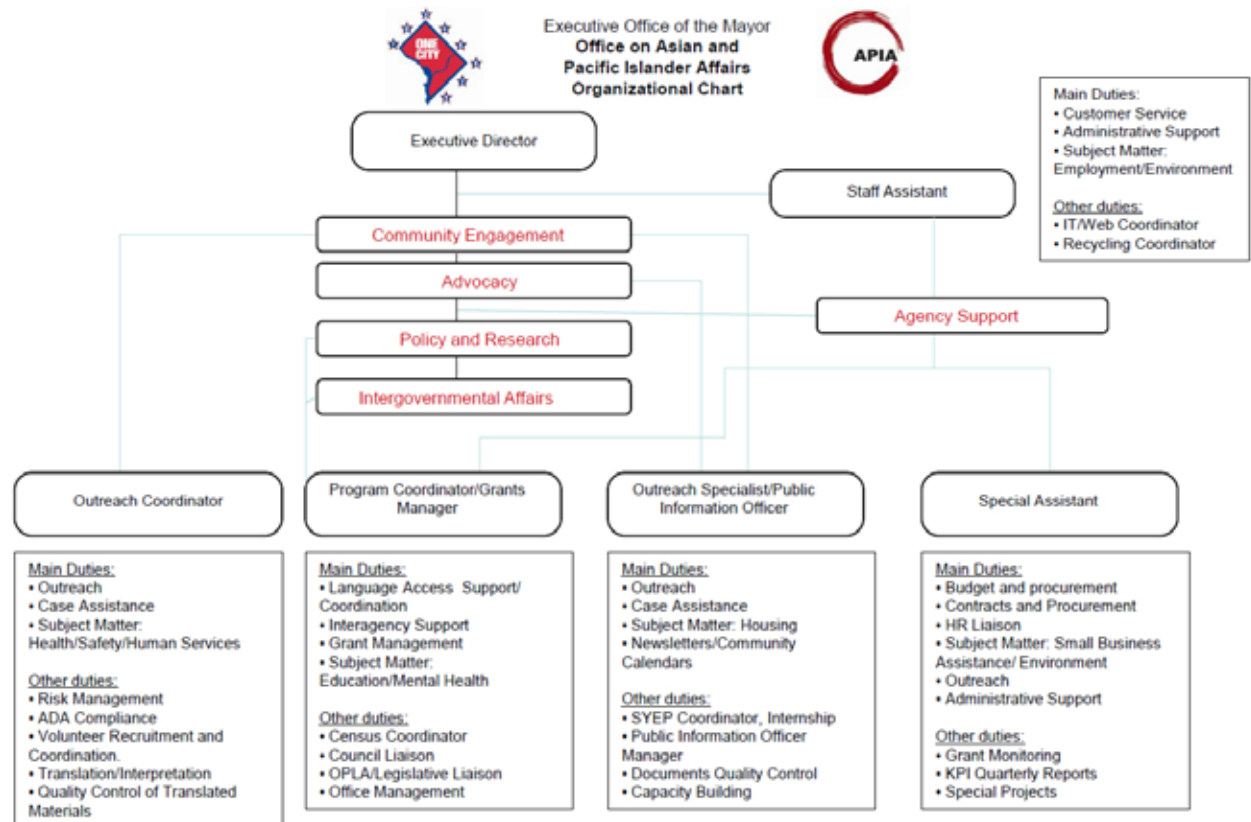 ONE
CITY
Executive Office of the Mayor
Office on Asian and
Pacific Islander Affairs
Organizational Chart
APIA
Main Duties:
• Customer Service
• Administrative Support
• Subject Matter:
Employment/Environment
Other duties:
• IT/Web Coordinator
• Recycling Coordinator
Executive Director
Staff Assistant
Community Engagement
Advocacy
Agency Support
Policy and Research
Intergovernmental Affairs
Outreach Coordinator
Program Coordinator/Grants
Manager
Outreach Specialist/Public
Information Officer
Special Assistant
Main Duties:
• Outreach
• Case Assistance
• Subject Matter:
Health/Safety/Human Services
Other duties:
• Risk Management
• ADA Compliance
• Volunteer Recruitment and
Coordination.
• Translation/Interpretation
• Quality Control of Translated
Materials
Main Duties:
• Language Access Support/
Coordination
• Interagency Support
• Grant Management
• Subject Matter:
Education/Mental Health
Other duties:
• Census Coordinator
• Council Liaison
• OPLA/Legislative Liaison
• Office Management
Main Duties:
• Outreach
• Case Assistance
• Subject Matter: Housing
• Newsletters/Community
Calendars
Other duties:
• SYEP Coordinator, Internship
• Public Information Officer
Manager
• Documents Quality Control
• Capacity Building
Main Duties:
• Budget and procurement
• Contracts and Procurement
• HR Liaison
• Subject Matter: Small Business
Assistance/ Environment
• Outreach
• Administrative Support
Other duties:
• Grant Monitoring
• KPI Quarterly Reports
• Special Projects